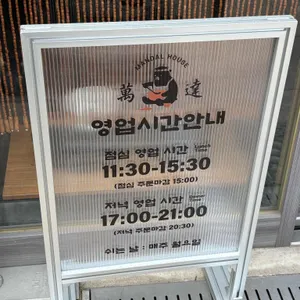 MANDAL HOUSE
萬 達
영업시간안내
점심 영업 시간
11:30-15:30
(점심 주문마감 15:00)
저녁 영업 시간
17:00-21:00
(저녁 주문마감 20:30)
쉬는 날 : 매주 월요일